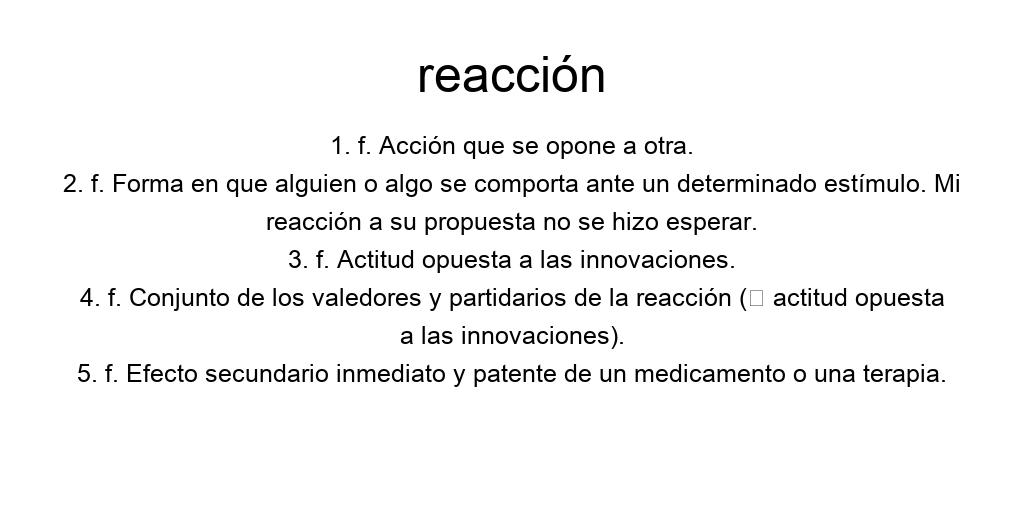 reacción
1. f. Acción que se opone a otra.
2. f. Forma en que alguien o algo se comporta ante un determinado estímulo. Mi
reacción a su propuesta no se hizo esperar.
3. f. Actitud opuesta a las innovaciones.
4. f. Conjunto de los valedores y partidarios de la reacción (□ actitud opuesta
a las innovaciones).
5. f. Efecto secundario inmediato y patente de un medicamento o una terapia.